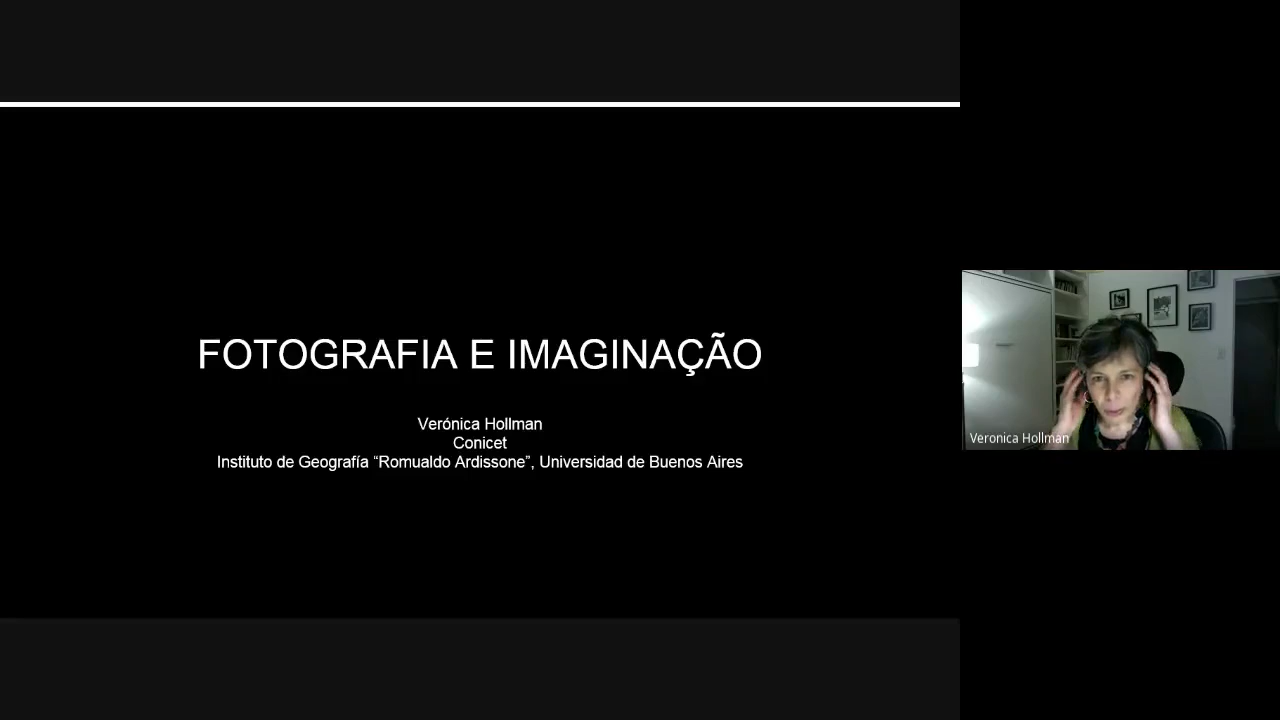 FOTOGRAFIA E IMAGINAÇÃO
Verónica Hollman
Conicet
Instituto de Geografía “Romualdo Ardissone”, Universidad de Buenos Aires
Veronica Hollman